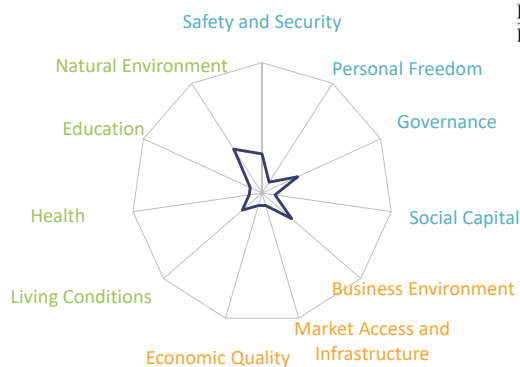 Safety and Security
Natural Environment
Personal Freedom
Education
Governance
Health
Social Capital
Living Conditions
Business Environment
Market Access and
Infrastructure
Economic Quality